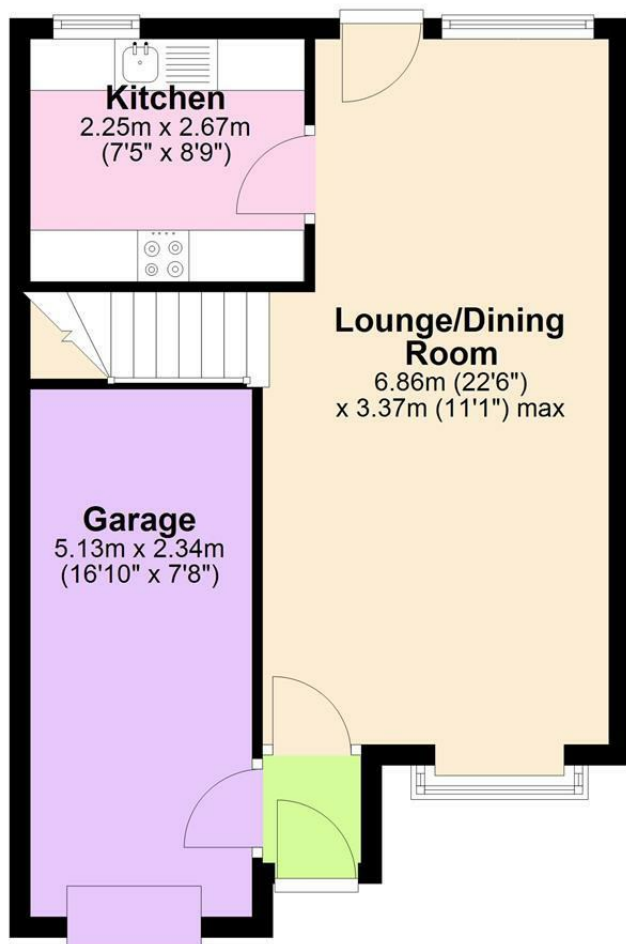 Kitchen
2.25m x 2.67m
(7'5" x 8'9")
Lounge/Dining
Room
6.86m (22'6")
x 3.37m (11'1") max
Garage
5.13m x 2.34m
(16'10" x 7'8")